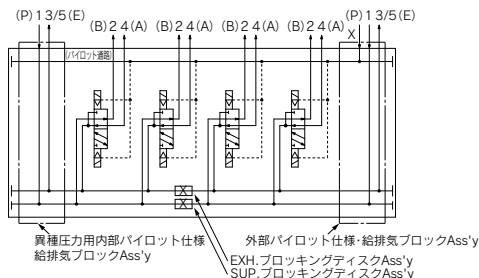 (P)1 3/5(E)
(B)2 4(A) (B)2 4(A) (B)2 4(A) (B)2 4(A)
(P)1 3/5(E)
X
(パイロット通路)
X
X
異種圧力用内部パイロット仕様
給排気ブロックAss'y
外部パイロット仕様・給排気ブロックAss'y
EXH.ブロッキングディスクAss'y
SUP.ブロッキングディスクAss'y